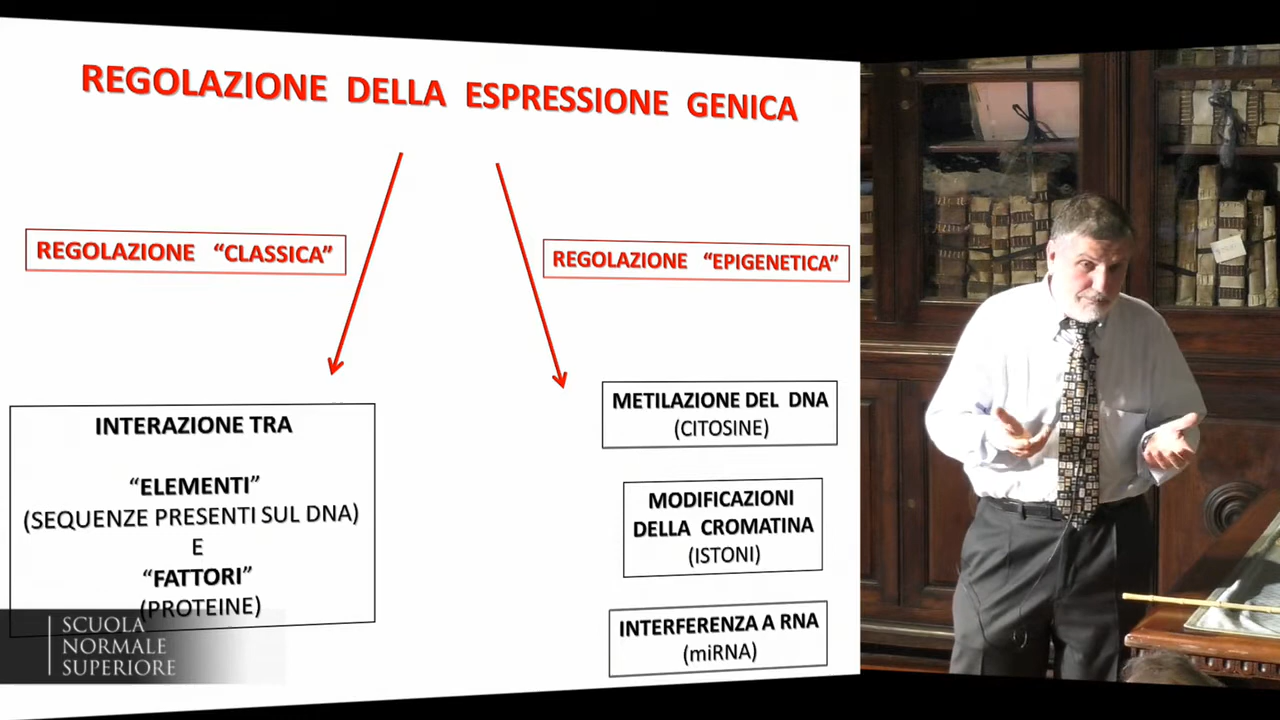 REGOLAZIONE DELLA ESPRESSIONE GENICA
REGOLAZIONE “CLASSICA”
REGOLAZIONE “EPIGENETICA”
INTERAZIONE TRA
“ELEMENTI”
(SEQUENZE PRESENTI SUL DNA)
E
“FATTORI”
(PROTEINE)
METILAZIONE DEL DNA
(CITOSINE)
MODIFICAZIONI
DELLA CROMATINA
(ISTONI)
INTERFERENZA A RNA
(miRNA)
SCUOLA
NORMALE
SUPERIORE